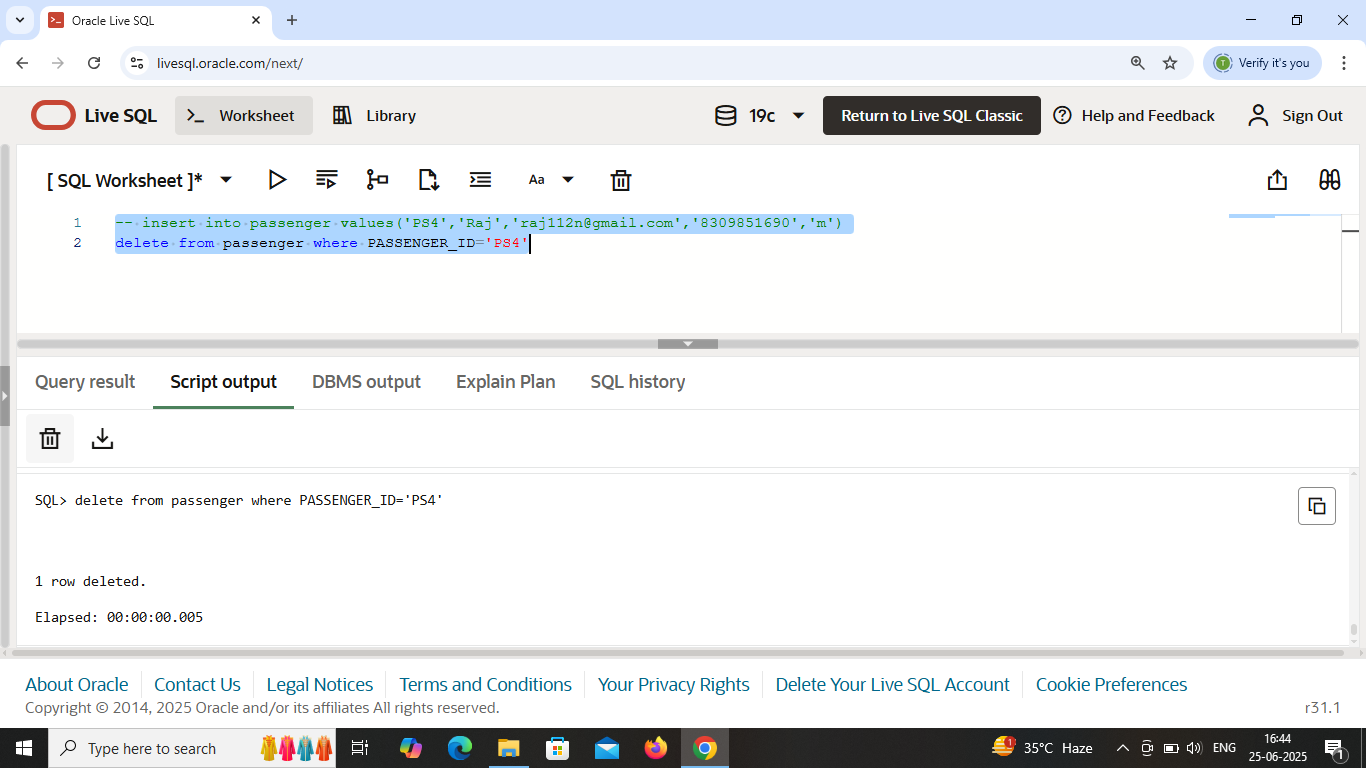 Oracle Live SQL
livesql.oracle.com/next/
T
Verify it's you
Live SQL
Worksheet
Library
19c
Return to Live SQL Classic
Help and Feedback
Sign Out
[ SQL Worksheet ]*
Aa
1 -- insert into passenger values('PS4','Raj','raj112n@gmail.com','8309851690','m')
2 delete from passenger where PASSENGER_ID='PS4'
Query result
Script output
DBMS output
Explain Plan
SQL history
SQL> delete from passenger where PASSENGER_ID='PS4'
1 row deleted.
Elapsed: 00:00:00.005
About Oracle
Contact Us
Legal Notices
Terms and Conditions
Your Privacy Rights
Delete Your Live SQL Account
Cookie Preferences
Copyright © 2014, 2025 Oracle and/or its affiliates All rights reserved.
r31.1
Type here to search
1
35°C Haze
ENG
16:44
25-06-2025
1